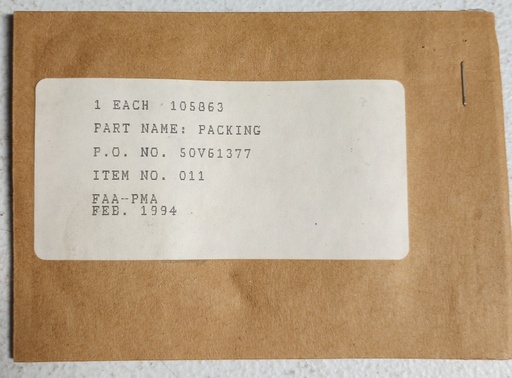 1 EACH 105863
PART NAME: PACKING
P.O. NO. 50V61377
ITEM NO. 011
FAA-PMA
FEB. 1994